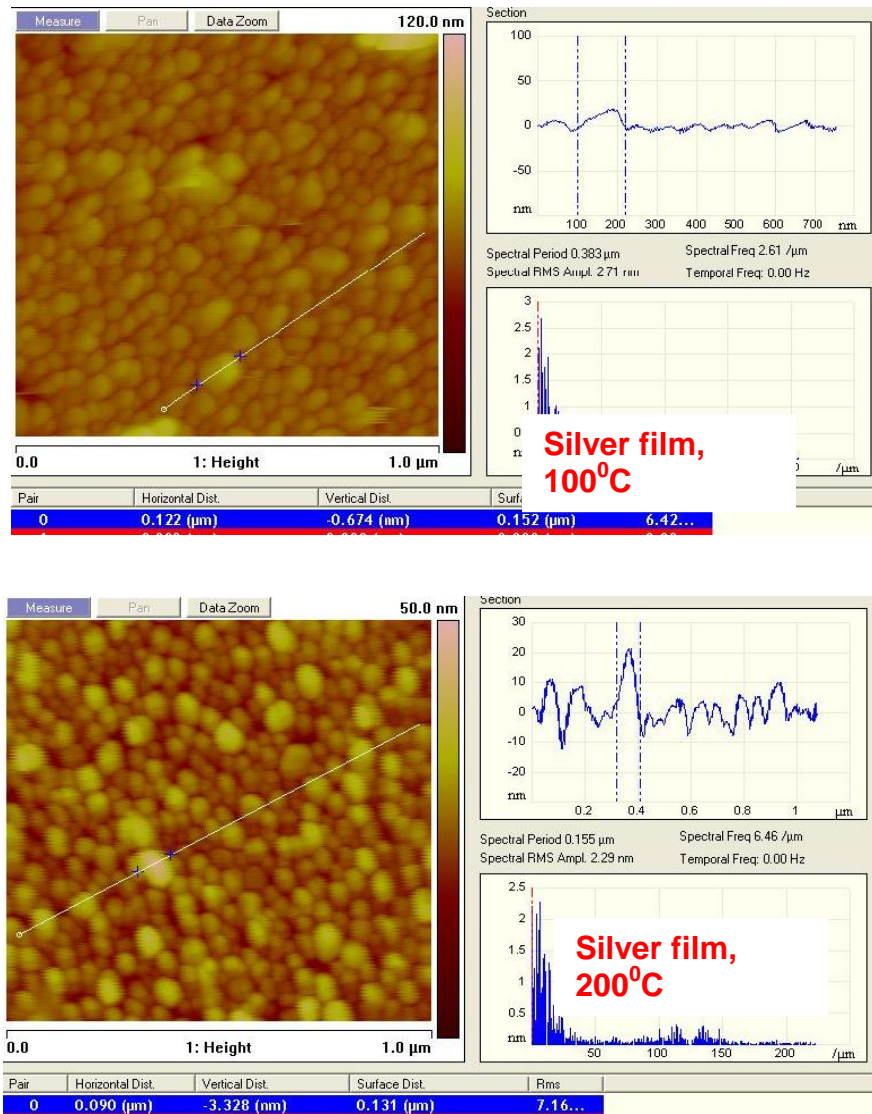 Measure Pan Data Zoom 120.0 nm
Section
100
50
0
-50
nm
100 200 300 400 500 600 700 nm
Spectral Period 0.383 µm Spectral Freq 2.61 /µm
Spectral RMS Ampl. 2.71 nm Temporal Freq: 0.00 Hz
3
2.5
2
1.5
1
/µm
Silver film,
100⁰C
0.0 1: Height 1.0 µm
Pair Horizontal Dist. Vertical Dist. Surf
0 0.122 (µm) -0.674 (nm) 0.152 (µm) 6.42...
Measure Pan Data Zoom 50.0 nm
Section
30
20
10
0
-10
-20
nm
0.2 0.4 0.6 0.8 1 µm
Spectral Period 0.155 µm Spectral Freq 6.46 /µm
Spectral RMS Ampl. 2.29 nm Temporal Freq: 0.00 Hz
2.5
2
1.5
1
0.5
nm
50 100 150 200 /µm
Silver film,
200⁰C
0.0 1: Height 1.0 µm
Pair Horizontal Dist. Vertical Dist. Surface Dist. Rms
0 0.090 (µm) -3.328 (nm) 0.131 (µm) 7.16...